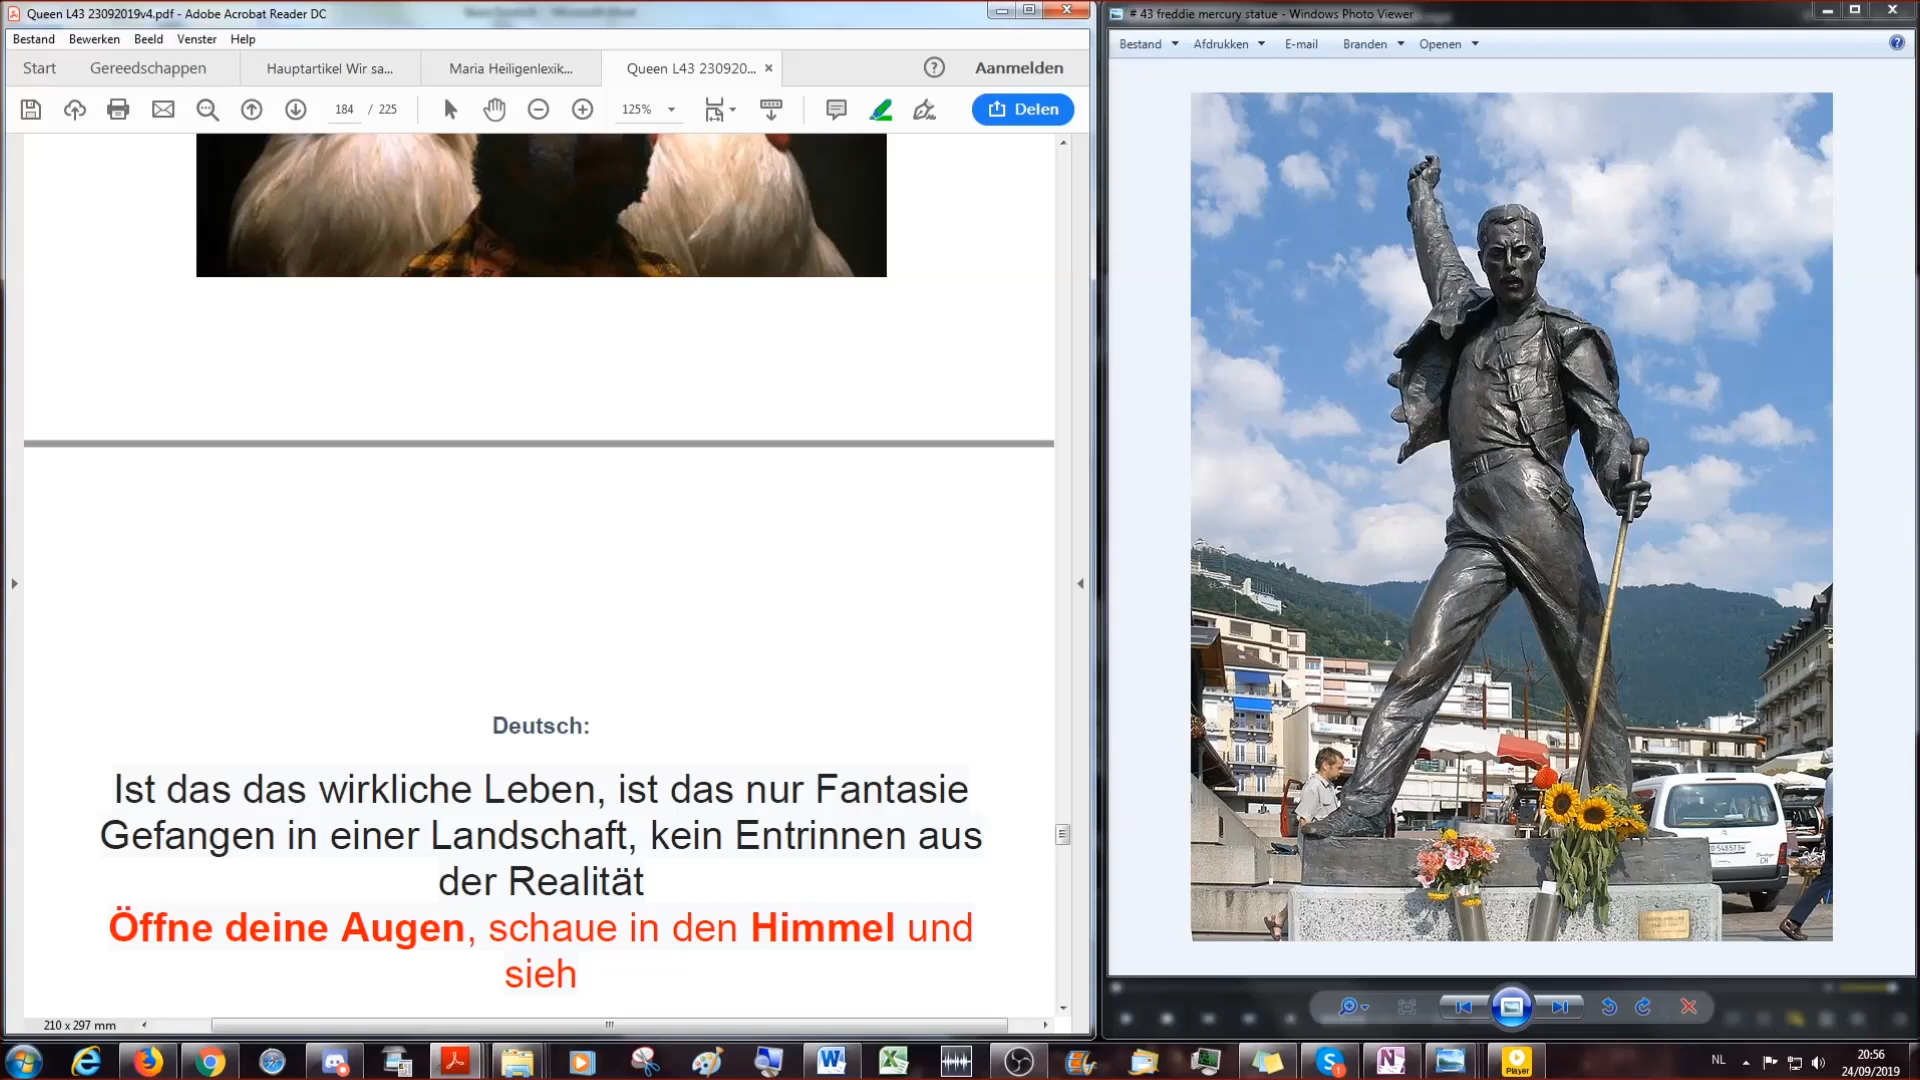 Queen L43 23092019v4.pdf - Adobe Acrobat Reader DC
Bestand Bewerken Beeld Venster Help
Start Gereedschappen Hauptartikel Wir sa... Maria Heiligenlexik... Queen L43 230920... Aanmelden
184 / 225 125% Delen
Deutsch:
Ist das das wirkliche Leben, ist das nur Fantasie
Gefangen in einer Landschaft, kein Entrinnen aus
der Realität
Öffne deine Augen, schaue in den Himmel und
sieh
210 x 297 mm
# 43 freddie mercury statue - Windows Photo Viewer
Bestand Afdrukken E-mail Branden Openen
Player
NL
20:56
24/09/2019